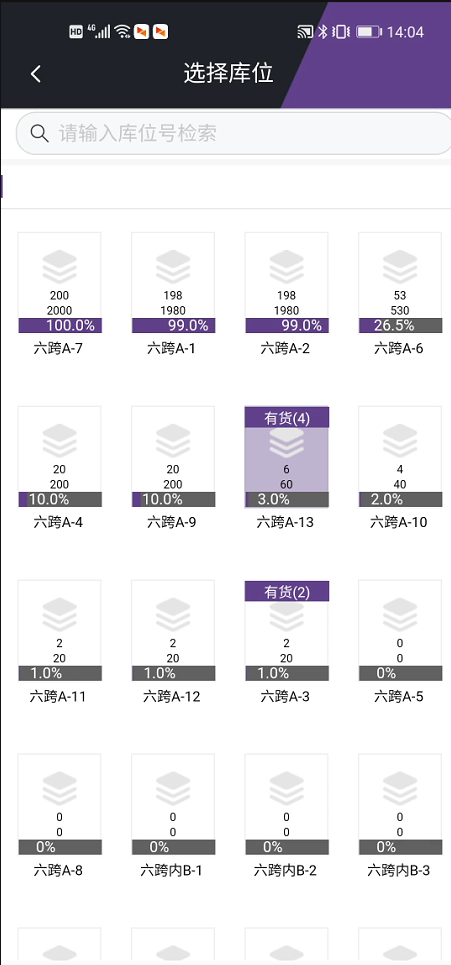 HD 4G 14:04
选择库位
请输入库位号检索
200 198 198 53
2000 1980 1980 530
100.0% 99.0% 99.0% 26.5%
六跨A-7 六跨A-1 六跨A-2 六跨A-6
有货(4)
20 20 6 4
200 200 60 40
10.0% 10.0% 3.0% 2.0%
六跨A-4 六跨A-9 六跨A-13 六跨A-10
有货(2)
2 2 2 0
20 20 20 0
1.0% 1.0% 1.0% 0%
六跨A-11 六跨A-12 六跨A-3 六跨A-5
0 0 0 0
0 0 0 0
0% 0% 0% 0%
六跨A-8 六跨内B-1 六跨内B-2 六跨内B-3